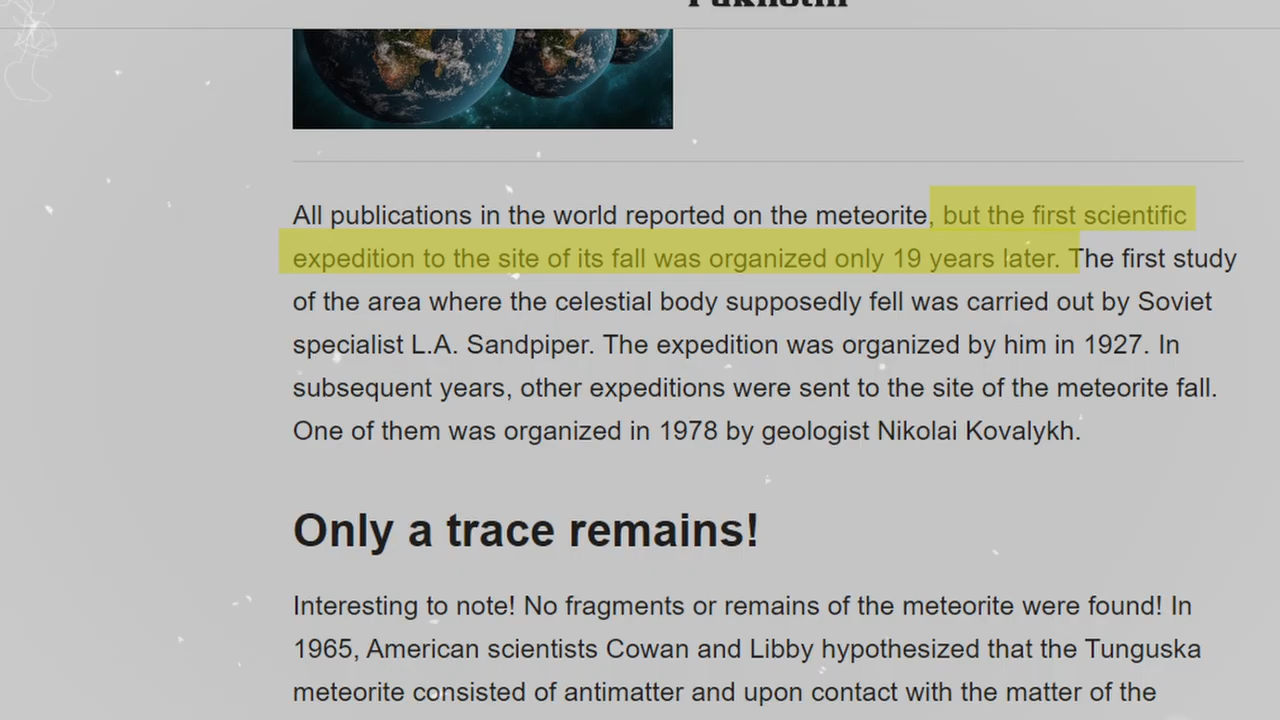 All publications in the world reported on the meteorite, but the first scientific
expedition to the site of its fall was organized only 19 years later. The first study
of the area where the celestial body supposedly fell was carried out by Soviet
specialist L.A. Sandpiper. The expedition was organized by him in 1927. In
subsequent years, other expeditions were sent to the site of the meteorite fall.
One of them was organized in 1978 by geologist Nikolai Kovalykh.
Only a trace remains!
Interesting to note! No fragments or remains of the meteorite were found! In
1965, American scientists Cowan and Libby hypothesized that the Tunguska
meteorite consisted of antimatter and upon contact with the matter of the